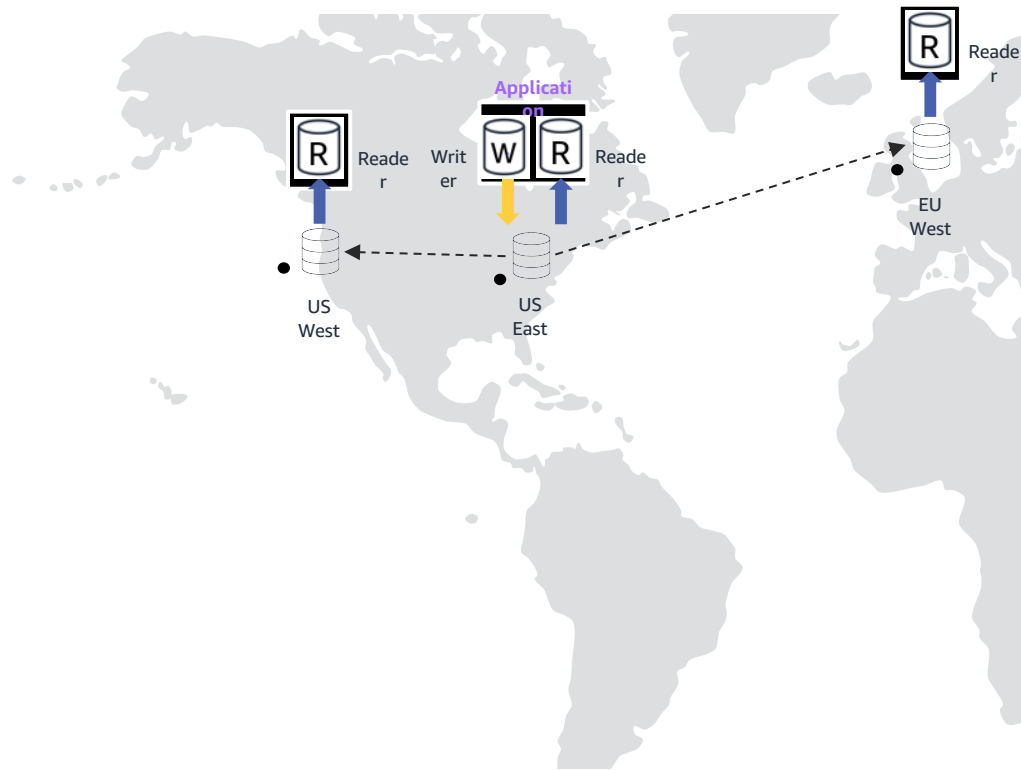 R
Reade
r
Applicati
on
W
R
Writ
er
Reade
r
R
Reade
r
US
West
US
East
EU
West